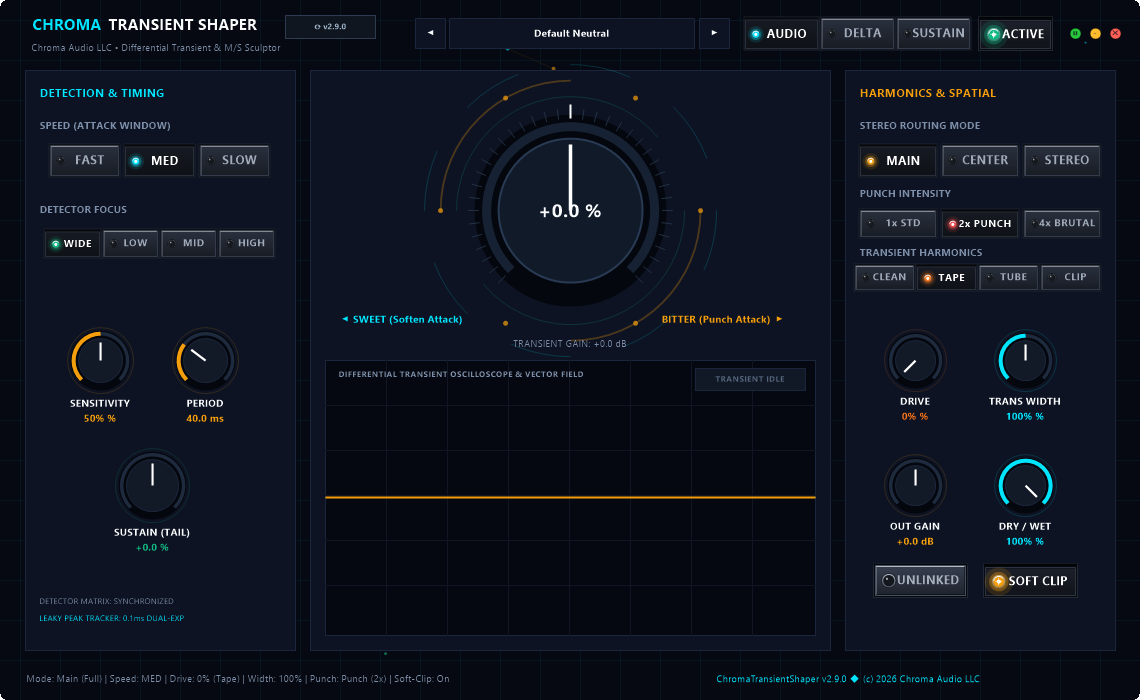 CHROMA TRANSIENT SHAPER
Chroma Audio LLC • Differential Transient & M/S Sculptor
v2.9.0
◄ Default Neutral ►
AUDIO DELTA SUSTAIN ACTIVE
DETECTION & TIMING
SPEED (ATTACK WINDOW)
FAST MED SLOW
DETECTOR FOCUS
WIDE LOW MID HIGH
SENSITIVITY PERIOD
50% % 40.0 ms
SUSTAIN (TAIL)
+0.0 %
DETECTOR MATRIX: SYNCHRONIZED
LEAKY PEAK TRACKER: 0.1ms DUAL-EXP
+0.0 %
◄ SWEET (Soften Attack) BITTER (Punch Attack) ►
TRANSIENT GAIN: +0.0 dB
DIFFERENTIAL TRANSIENT OSCILLOSCOPE & VECTOR FIELD
TRANSIENT IDLE
HARMONICS & SPATIAL
STEREO ROUTING MODE
MAIN CENTER STEREO
PUNCH INTENSITY
1x STD 2x PUNCH 4x BRUTAL
TRANSIENT HARMONICS
CLEAN TAPE TUBE CLIP
DRIVE TRANS WIDTH
0% % 100% %
OUT GAIN DRY / WET
+0.0 dB 100% %
UNLINKED SOFT CLIP
Mode: Main (Full) | Speed: MED | Drive: 0% (Tape) | Width: 100% | Punch: Punch (2x) | Soft-Clip: On
ChromaTransientShaper v2.9.0 ◆ (c) 2026 Chroma Audio LLC